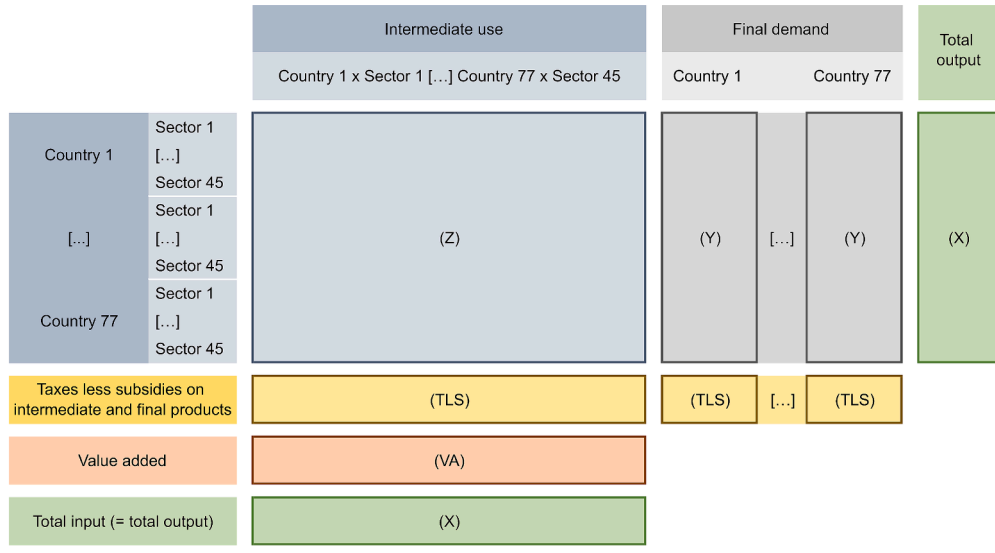 Intermediate use
Final demand
Total
output
Country 1 x Sector 1 […] Country 77 x Sector 45
Country 1
Country 77
Country 1
Sector 1
[…]
Sector 45
[...]
Sector 1
[…]
Sector 45
Country 77
Sector 1
[…]
Sector 45
(Z)
(Y)
[…]
(Y)
(X)
Taxes less subsidies on
intermediate and final products
(TLS)
(TLS)
[…]
(TLS)
Value added
(VA)
Total input (= total output)
(X)